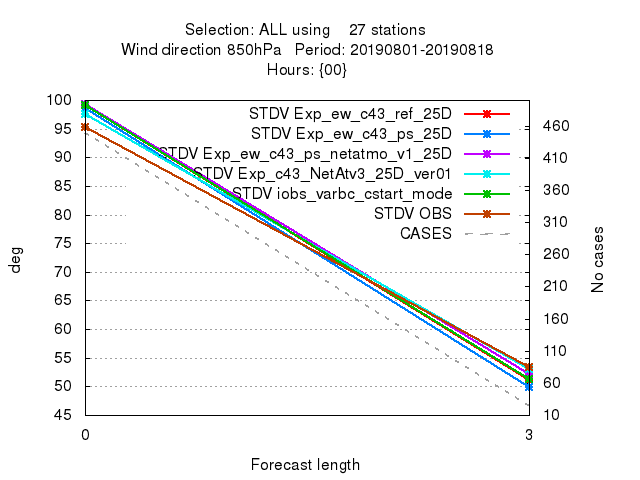 Selection: ALL using 27 stations
Wind direction 850hPa Period: 20190801-20190818
Hours: {00}
100
95
90
85
80
75
70
65
60
55
50
45
deg
STDV Exp_ew_c43_ref_25D
STDV Exp_ew_c43_ps_25D
STDV Exp_ew_c43_ps_netatmo_v1_25D
STDV Exp_c43_NetAtv3_25D_ver01
STDV iobs_varbc_cstart_mode
STDV OBS
CASES
460
410
360
310
260
210
160
110
60
10
No cases
0
3
Forecast length